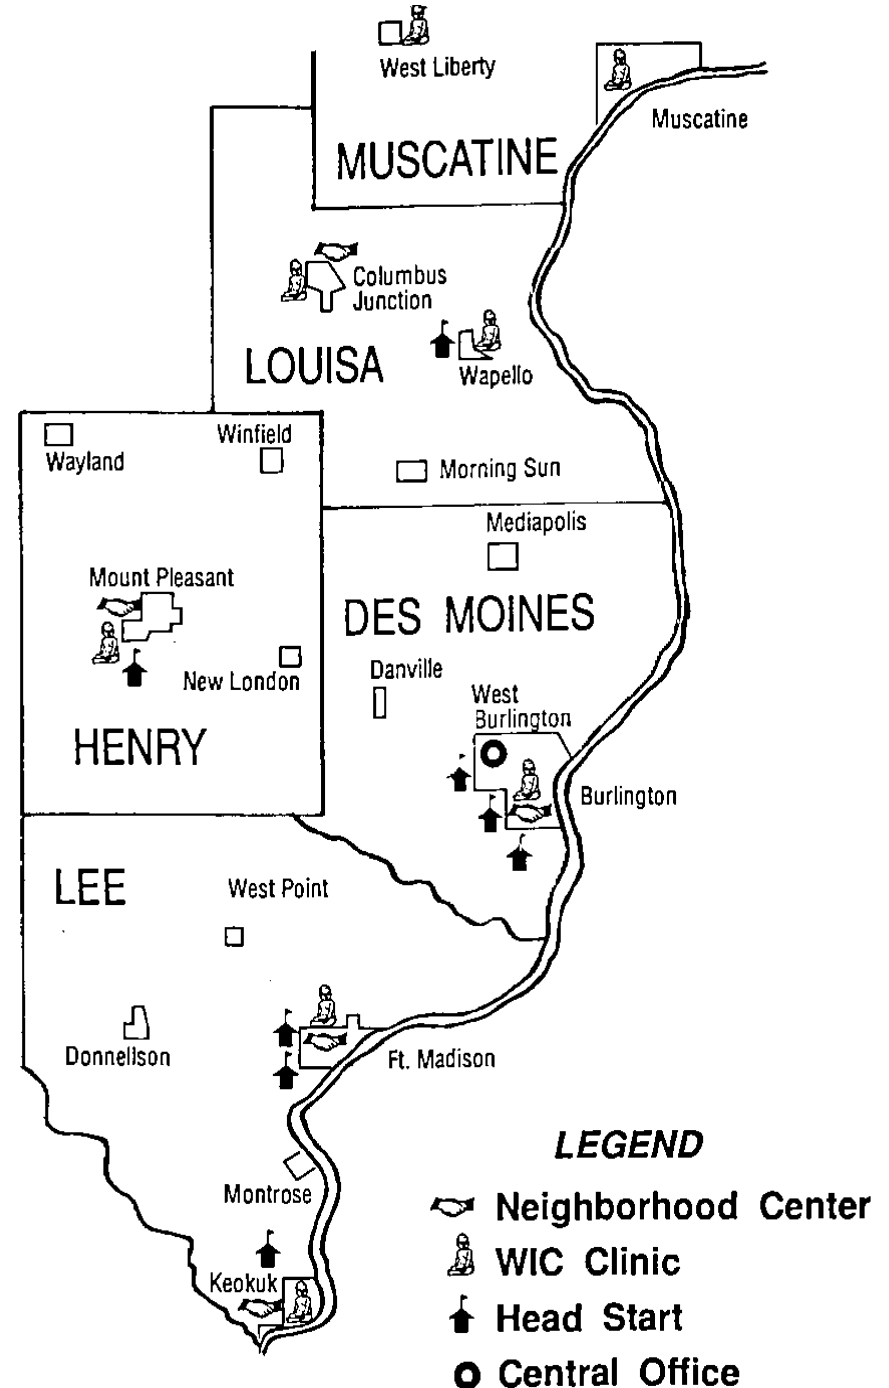 West Liberty
Muscatine
MUSCATINE
Columbus
Junction
LOUISA
Wapello
Winfield
Wayland
Morning Sun
Mediapolis
Mount Pleasant
DES MOINES
Danville
New London
West
Burlington
HENRY
Burlington
LEE
West Point
Donnellson
Ft. Madison
LEGEND
Montrose
Neighborhood Center
WIC Clinic
Keokuk
Head Start
Central Office